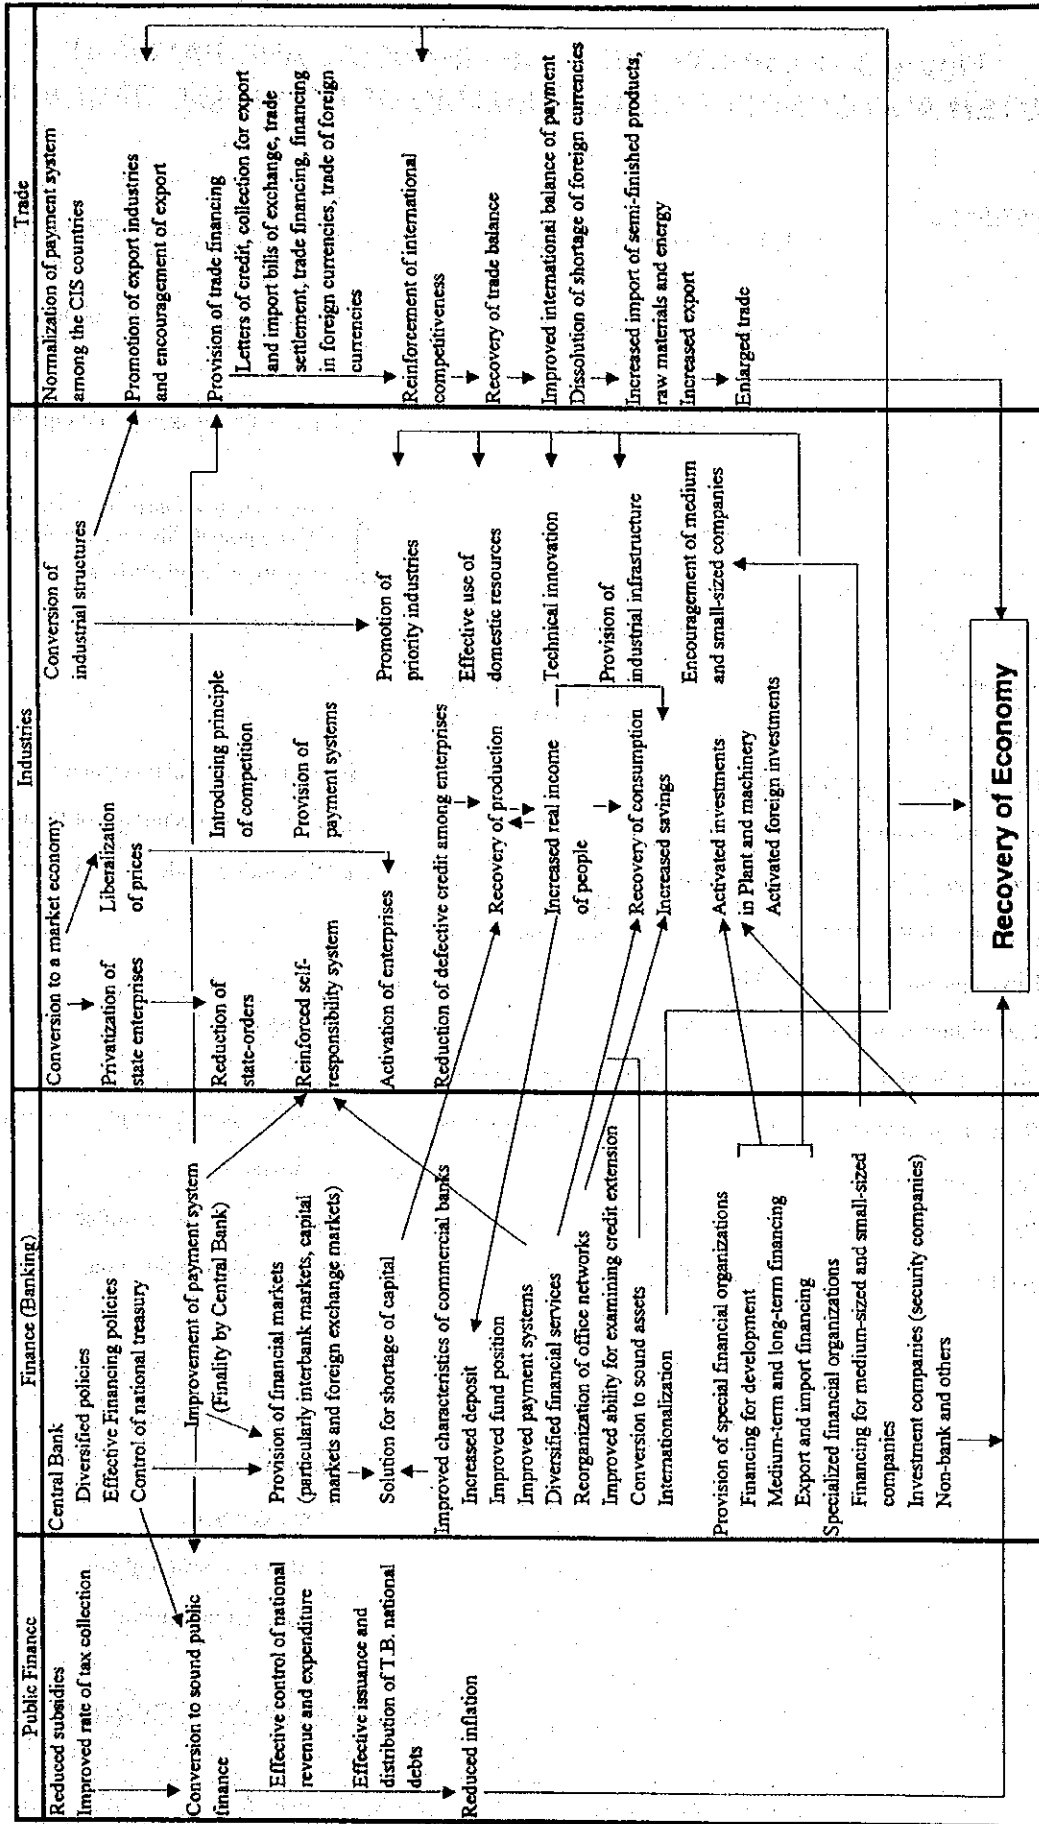 Public Finance
Reduced subsidies
Improved rate of tax collection
Conversion to sound public
finance
Effective control of national
revenue and expenditure
Effective issuance and
distribution of T.B. national
debts
Reduced inflation
Finance (Banking)
Central Bank
Diversified policies
Effective Financing policies
Control of national treasury
Improvement of payment system
(Finality by Central Bank)
Provision of financial markets
(particularly interbank markets, capital
markets and foreign exchange markets)
Solution for shortage of capital
Improved characteristics of commercial banks
Increased deposit
Improved fund position
Improved payment systems
Diversified financial services
Reorganization of office networks
Improved ability for examining credit extension
Conversion to sound assets
Internationalization
Provision of special financial organizations
Financing for development
Medium-term and long-term financing
Export and import financing
Specialized financial organizations
Financing for medium-sized and small-sized
companies
Investment companies (security companies)
Non-bank and others
Industries
Conversion to a market economy
Privatization of
state enterprises
Liberalization
of prices
Reduction of
state-orders
Introducing principle
of competition
Reinforced self-
responsibility system
Provision of
payment systems
Activation of enterprises
Reduction of defective credit among enterprises
Recovery of production
Increased real income
of people
Recovery of consumption
Increased savings
Activated investments
in Plant and machinery
Activated foreign investments
Conversion of
industrial structures
Promotion of
priority industries
Effective use of
domestic resources
Technical innovation
Provision of
industrial infrastructure
Encouragement of medium
and small-sized companies
Trade
Normalization of payment system
among the CIS countries
Promotion of export industries
and encouragement of export
Provision of trade financing
Letters of credit, collection for export
and import bills of exchange, trade
settlement, trade financing, financing
in foreign currencies, trade of foreign
currencies
Reinforcement of international
competitiveness
Recovery of trade balance
Improved international balance of payment
Dissolution of shortage of foreign currencies
Increased import of semi-finished products,
raw materials and energy
Increased export
Enlarged trade
Recovery of Economy